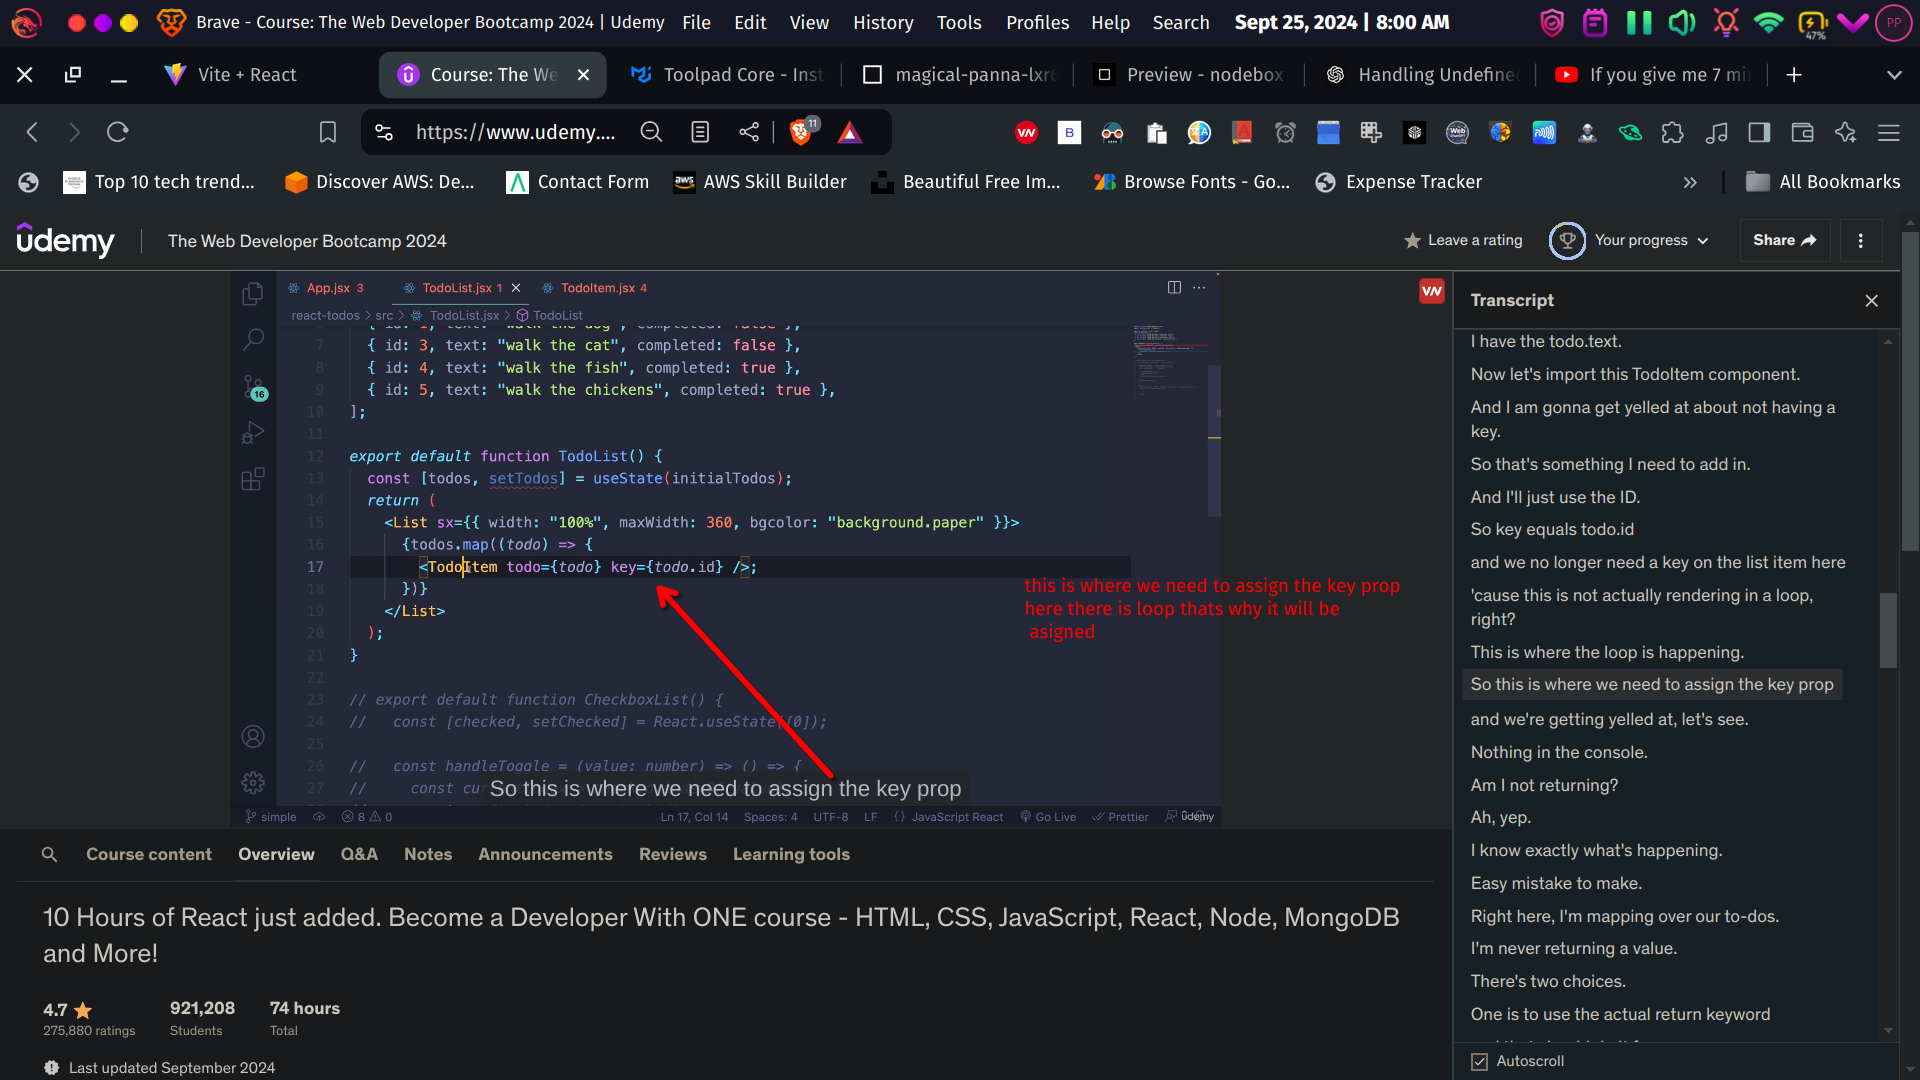 Brave - Course: The Web Developer Bootcamp 2024 | Udemy File Edit View History Tools Profiles Help Search Sept 25, 2024 | 8:00 AM 47% PP
Vite + React Course: The We Toolpad Core - Inst magical-panna-lxr Preview - nodebox Handling Undefine If you give me 7 mi
https://www.udemy.... 11
Top 10 tech trend... Discover AWS: De... Contact Form AWS Skill Builder Beautiful Free Im... Browse Fonts - Go... Expense Tracker All Bookmarks
udemy The Web Developer Bootcamp 2024 Leave a rating Your progress Share
App.jsx 3 TodoList.jsx 1 TodoItem.jsx 4
react-todos > src > TodoList.jsx > TodoList
7 { id: 3, text: "walk the cat", completed: false },
8 { id: 4, text: "walk the fish", completed: true },
9 { id: 5, text: "walk the chickens", completed: true },
10 ];
11
12 export default function TodoList() {
13 const [todos, setTodos] = useState(initialTodos);
14 return (
15 <List sx={{ width: "100%", maxWidth: 360, bgcolor: "background.paper" }}>
16 {todos.map((todo) => {
17 <TodoItem todo={todo} key={todo.id} />;
18 })}
19 </List>
20 );
21 }
22
23 // export default function CheckboxList() {
24 // const [checked, setChecked] = React.useState([0]);
25
26 // const handleToggle = (value: number) => () => {
27 // const cur
16
this is where we need to assign the key prop
here there is loop thats why it will be
asigned
So this is where we need to assign the key prop
simple 8 0 Ln 17, Col 14 Spaces: 4 UTF-8 LF {} JavaScript React Go Live Prettier udemy
VN
Transcript
I have the todo.text.
Now let's import this TodoItem component.
And I am gonna get yelled at about not having a
key.
So that's something I need to add in.
And I'll just use the ID.
So key equals todo.id
and we no longer need a key on the list item here
'cause this is not actually rendering in a loop,
right?
This is where the loop is happening.
So this is where we need to assign the key prop
and we're getting yelled at, let's see.
Nothing in the console.
Am I not returning?
Ah, yep.
I know exactly what's happening.
Easy mistake to make.
Right here, I'm mapping over our to-dos.
I'm never returning a value.
There's two choices.
One is to use the actual return keyword
Autoscroll
Course content Overview Q&A Notes Announcements Reviews Learning tools
10 Hours of React just added. Become a Developer With ONE course - HTML, CSS, JavaScript, React, Node, MongoDB
and More!
4.7 921,208 74 hours
275,880 ratings Students Total
Last updated September 2024